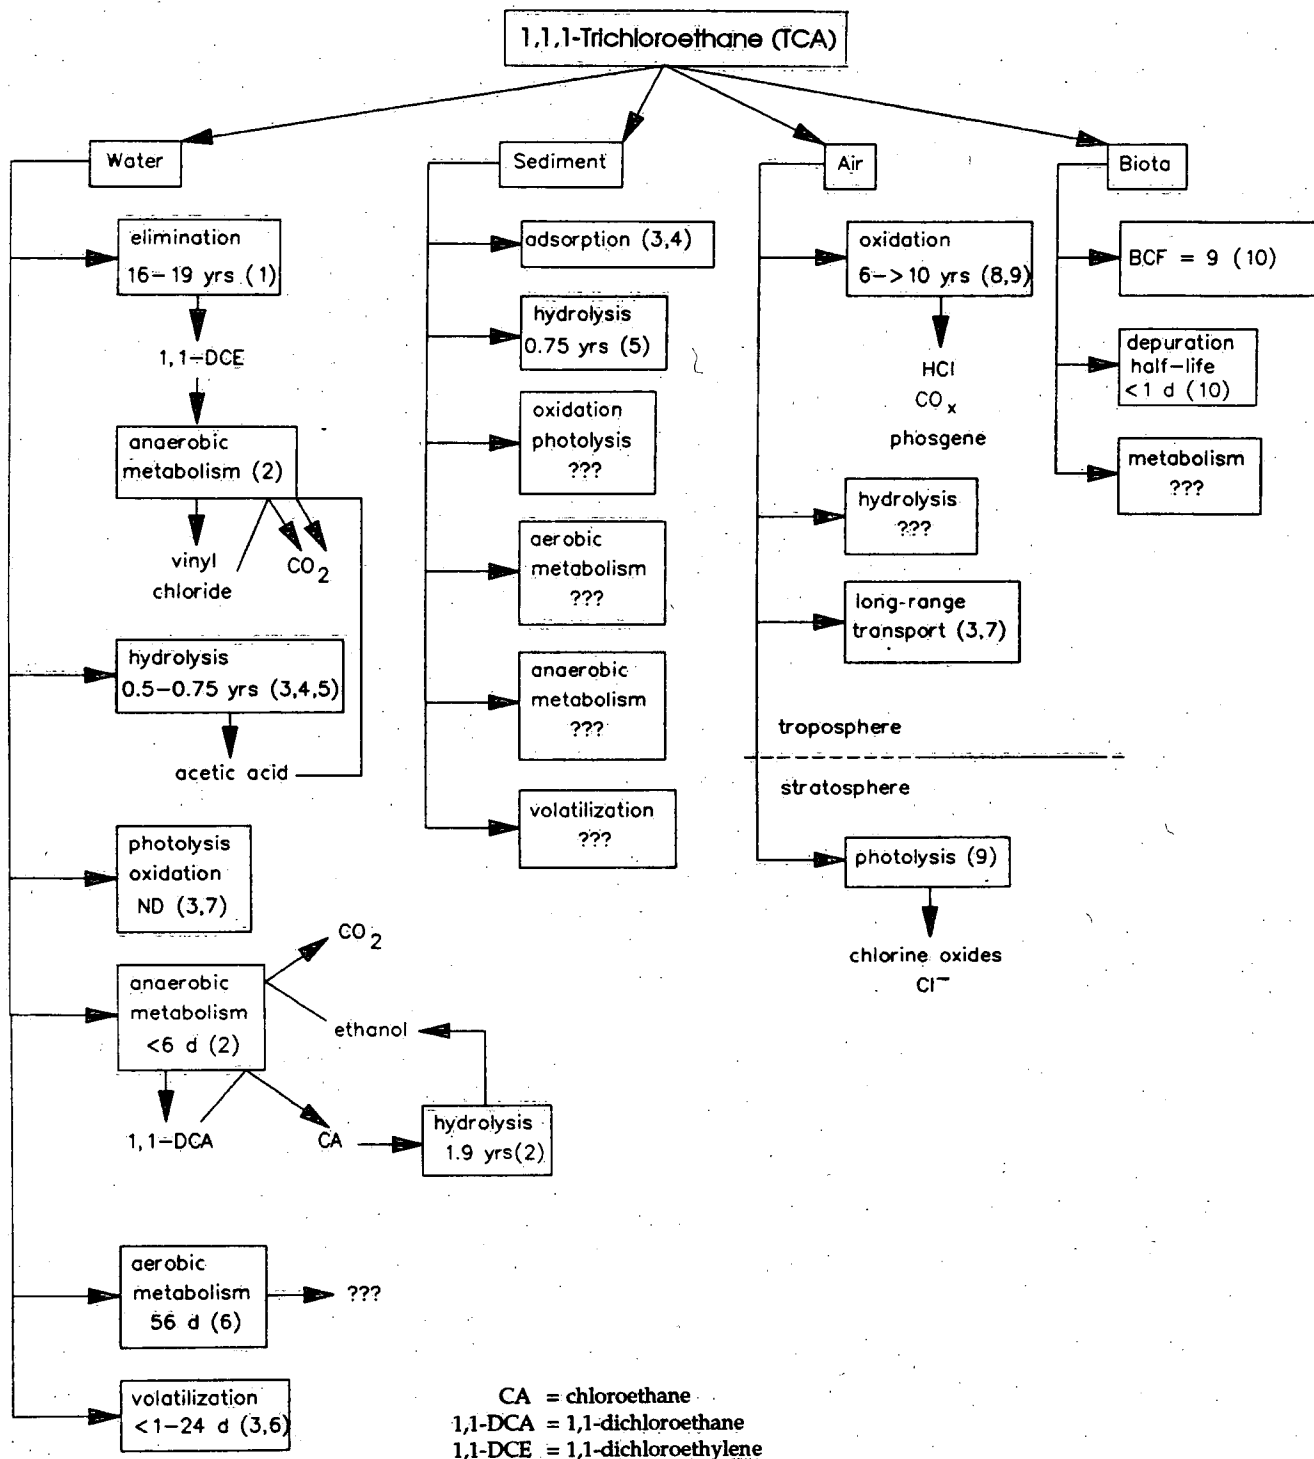 1,1,1-Trichloroethane (TCA)
Water
elimination
16-19 yrs (1)
1,1-DCE
anaerobic
metabolism (2)
vinyl
chloride
CO2
hydrolysis
0.5-0.75 yrs (3,4,5)
acetic acid
photolysis
oxidation
ND (3,7)
anaerobic
metabolism
<6 d (2)
CO2
ethanol
1,1-DCA
CA
hydrolysis
1.9 yrs(2)
aerobic
metabolism
56 d (6)
???
volatilization
<1-24 d (3,6)
Sediment
adsorption (3,4)
hydrolysis
0.75 yrs (5)
oxidation
photolysis
???
aerobic
metabolism
???
anaerobic
metabolism
???
volatilization
???
Air
oxidation
6->10 yrs (8,9)
HCl
COx
phosgene
hydrolysis
???
long-range
transport (3,7)
troposphere
stratosphere
photolysis (9)
chlorine oxides
Cl−
Biota
BCF = 9 (10)
depuration
half-life
<1 d (10)
metabolism
???
CA = chloroethane
1,1-DCA = 1,1-dichloroethane
1,1-DCE = 1,1-dichloroethylene